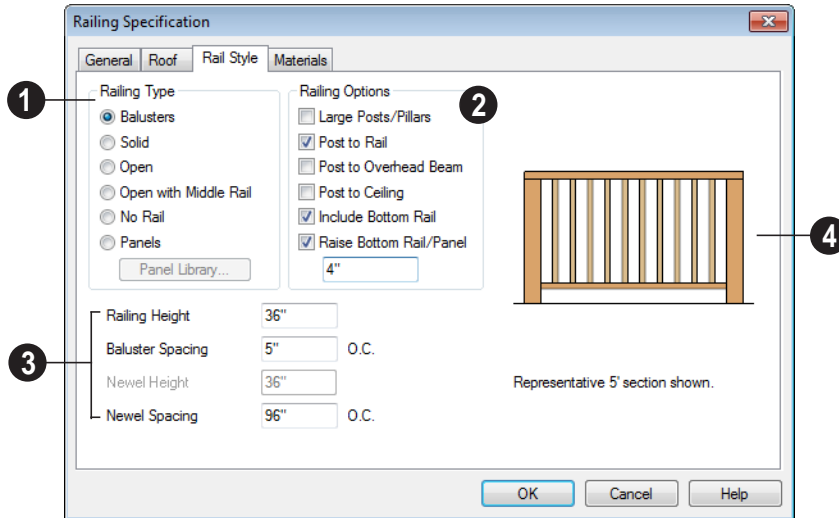 Railing Specification
General Roof Rail Style Materials
1
Railing Type
Balusters
Solid
Open
Open with Middle Rail
No Rail
Panels
Panel Library...
Railing Options
2
Large Posts/Pillars
Post to Rail
Post to Overhead Beam
Post to Ceiling
Include Bottom Rail
Raise Bottom Rail/Panel
4"
4
3
Railing Height 36"
Baluster Spacing 5" O.C.
Newel Height 36"
Newel Spacing 96" O.C.
Representative 5' section shown.
OK Cancel Help